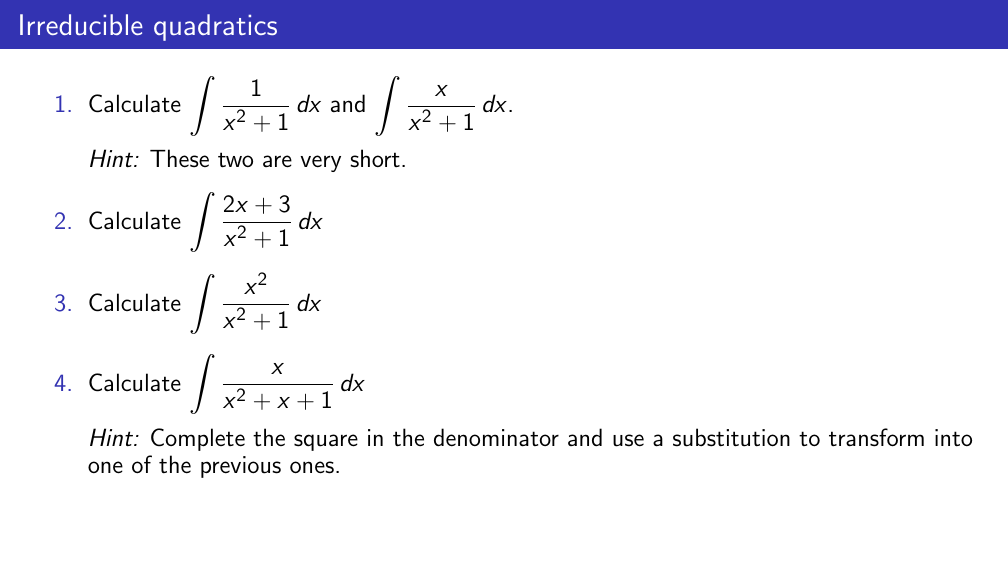 Irreducible quadratics
1. Calculate ∫ 1/(x² + 1) dx and ∫ x/(x² + 1) dx.
Hint: These two are very short.
2. Calculate ∫ (2x + 3)/(x² + 1) dx
3. Calculate ∫ x²/(x² + 1) dx
4. Calculate ∫ x/(x² + x + 1) dx
Hint: Complete the square in the denominator and use a substitution to transform into
one of the previous ones.